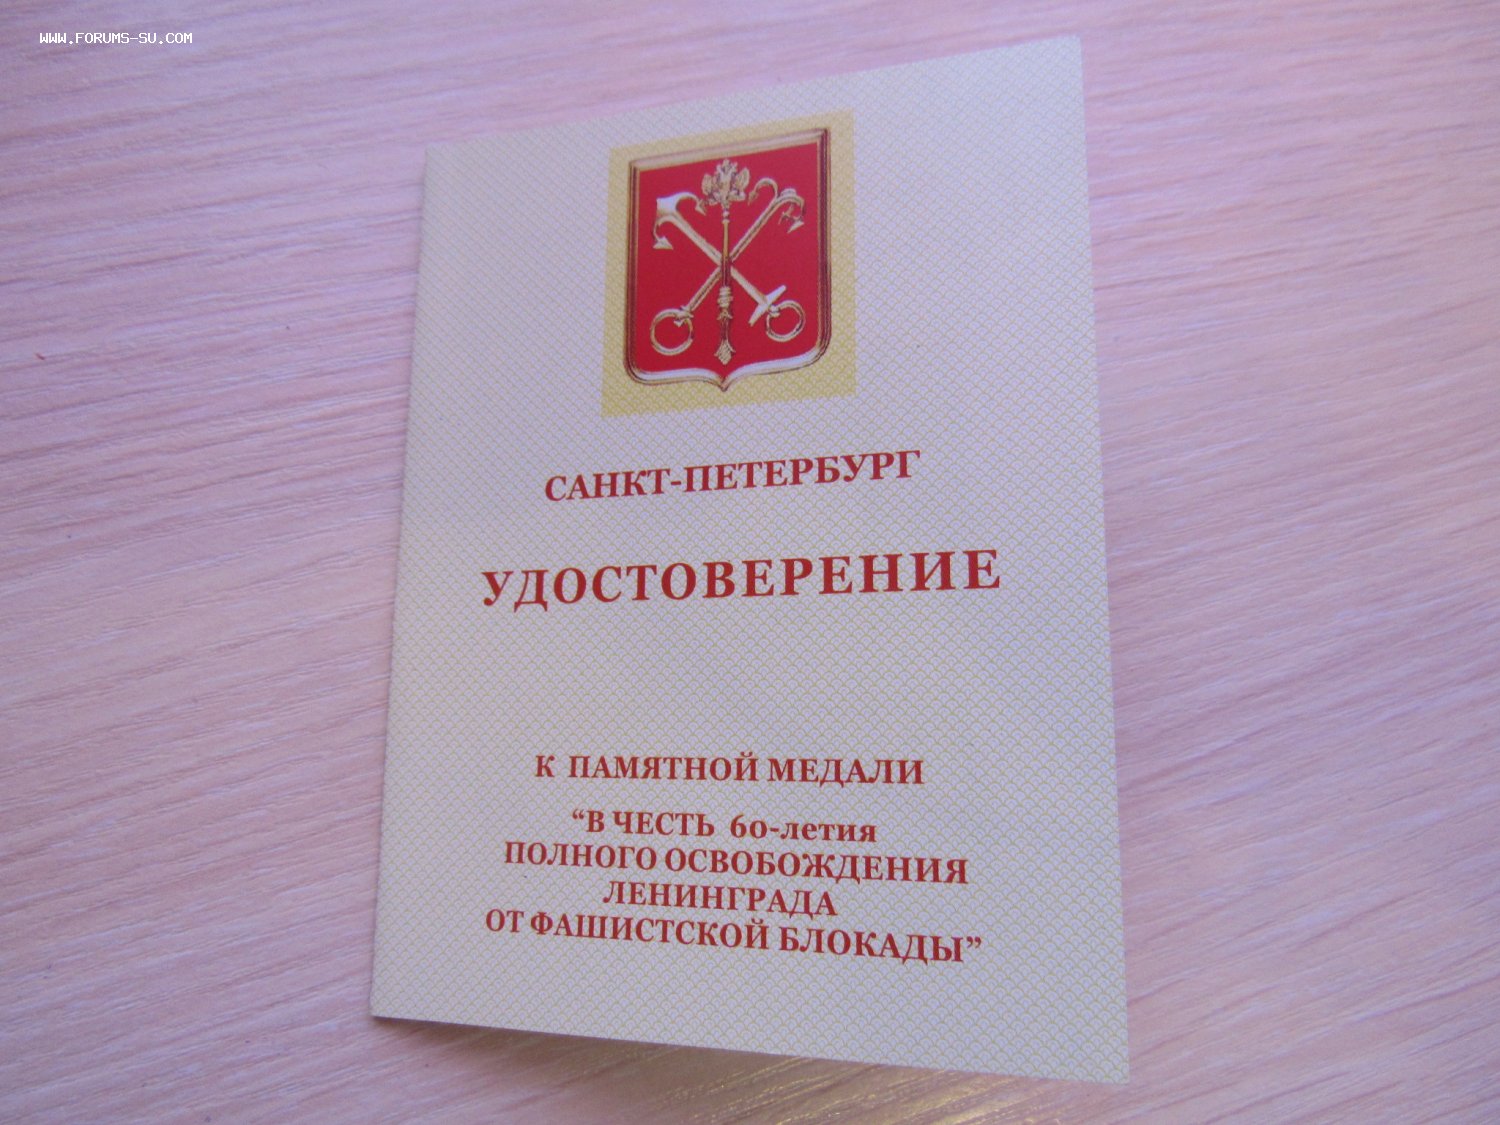 WWW.FORUMS-SU.COM
САНКТ-ПЕТЕРБУРГ
УДОСТОВЕРЕНИЕ
К ПАМЯТНОЙ МЕДАЛИ
“В ЧЕСТЬ 60-летия
ПОЛНОГО ОСВОБОЖДЕНИЯ
ЛЕНИНГРАДА
ОТ ФАШИСТСКОЙ БЛОКАДЫ”